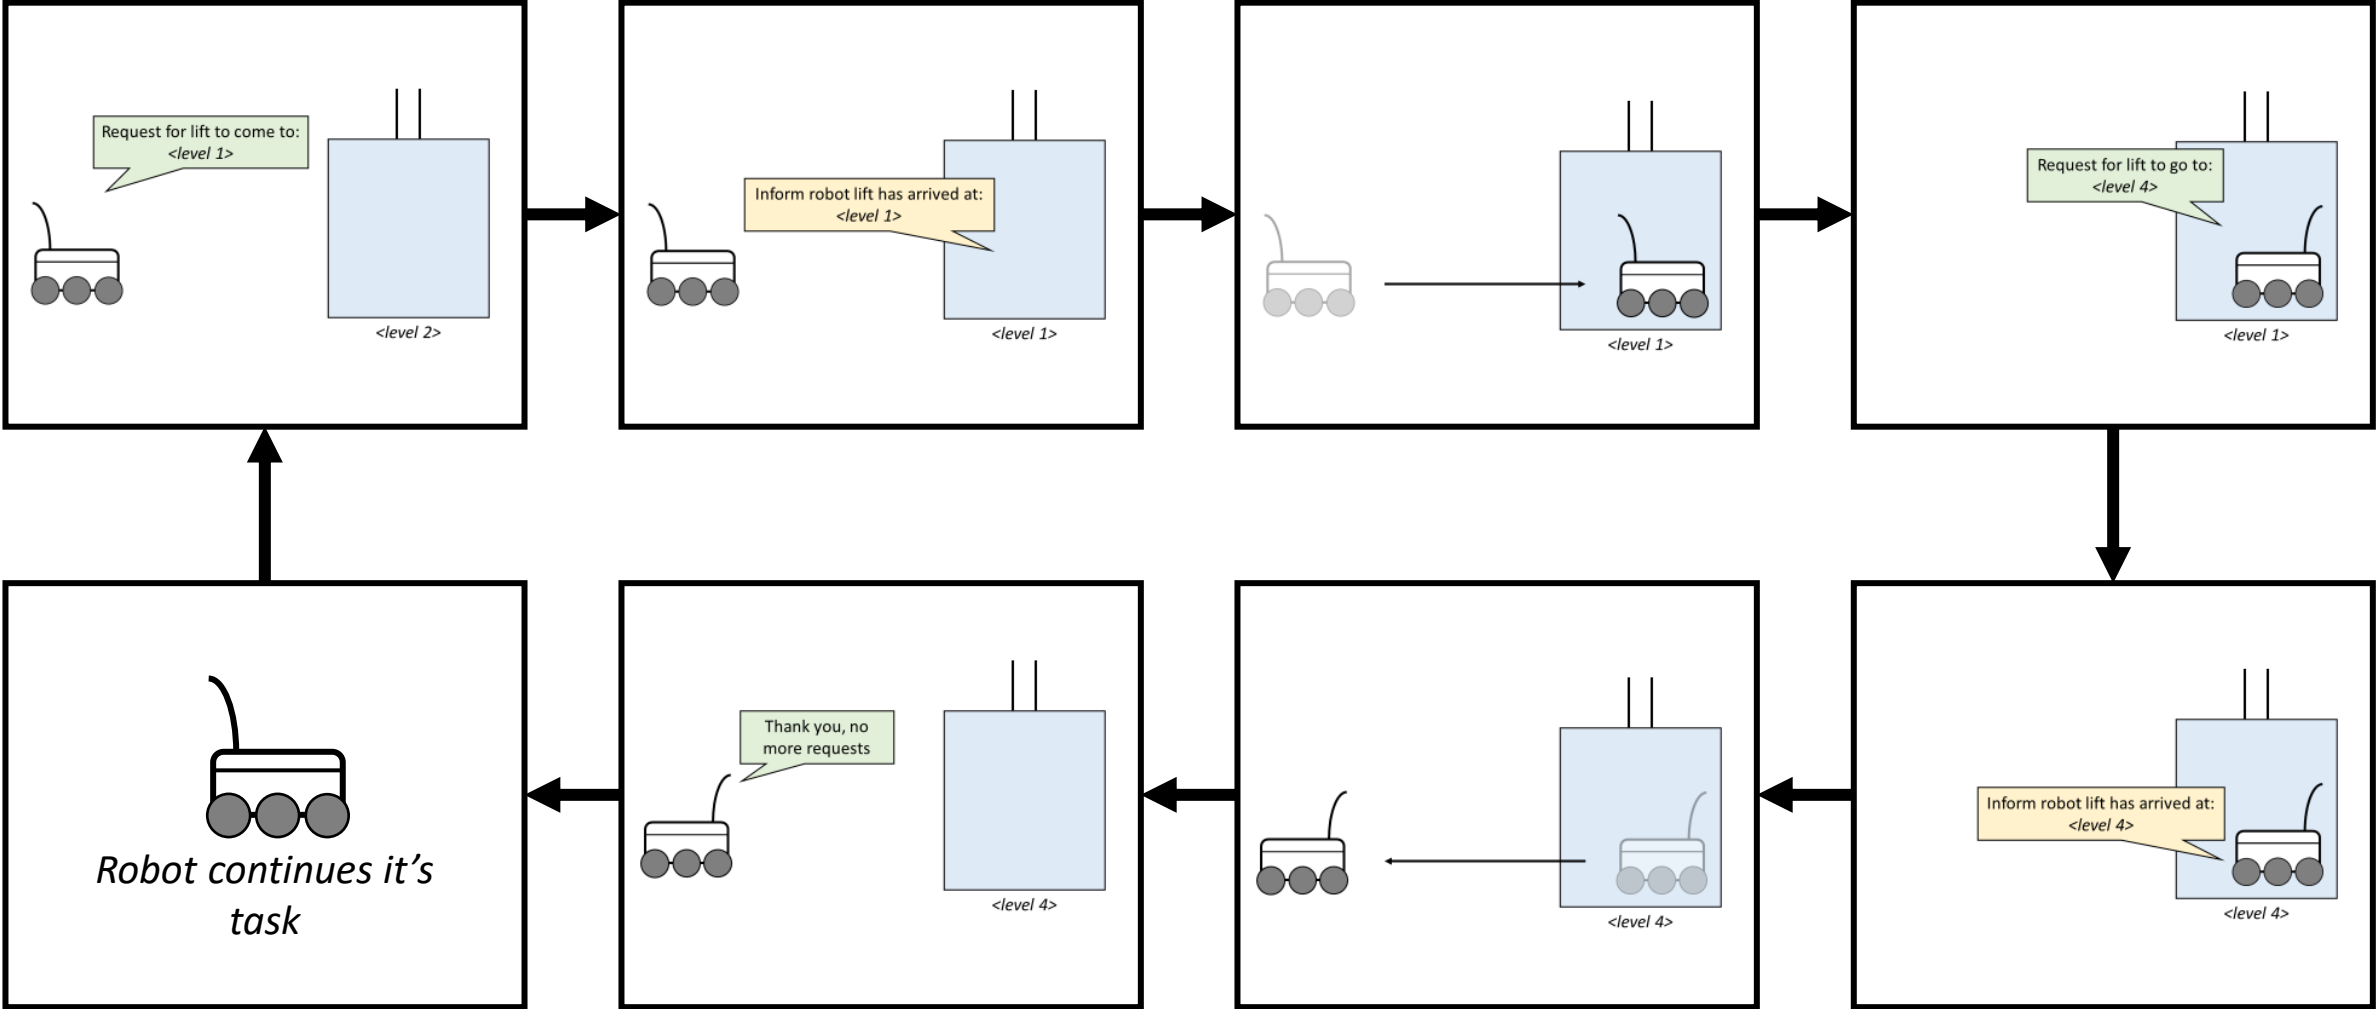 Request for lift to come to:
<level 1>
<level 2>
Inform robot lift has arrived at:
<level 1>
<level 1>
<level 1>
Request for lift to go to:
<level 4>
<level 1>
Inform robot lift has arrived at:
<level 4>
<level 4>
<level 4>
Thank you, no
more requests
<level 4>
Robot continues it’s
task